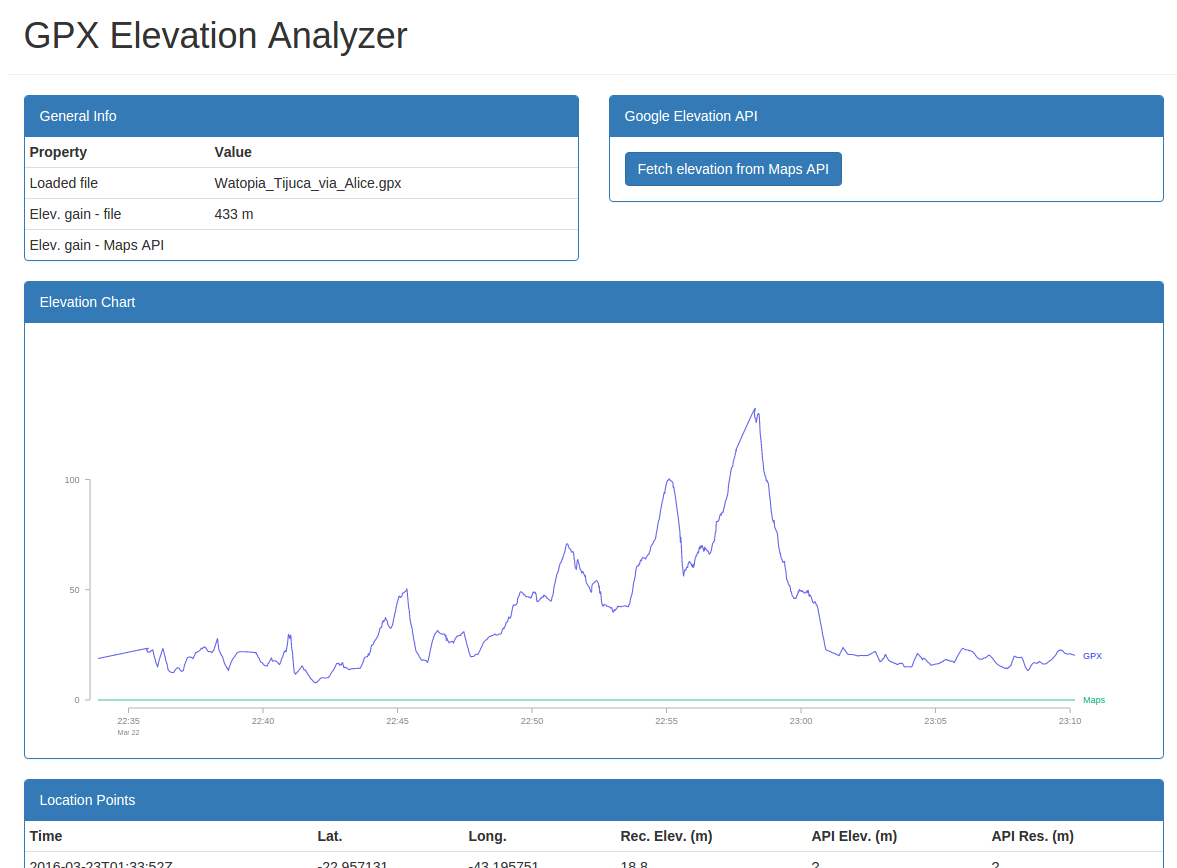 GPX Elevation Analyzer
General Info
Property Value
Loaded file Watopia_Tijuca_via_Alice.gpx
Elev. gain - file 433 m
Elev. gain - Maps API
Google Elevation API
Fetch elevation from Maps API
Elevation Chart
100
50
0
GPX
Maps
22:35 22:40 22:45 22:50 22:55 23:00 23:05 23:10
Mar 22
Location Points
Time Lat. Long. Rec. Elev. (m) API Elev. (m) API Res. (m)
2016-03-23T01:33:52Z -22.957131 -43.195751 18.8 ? ?